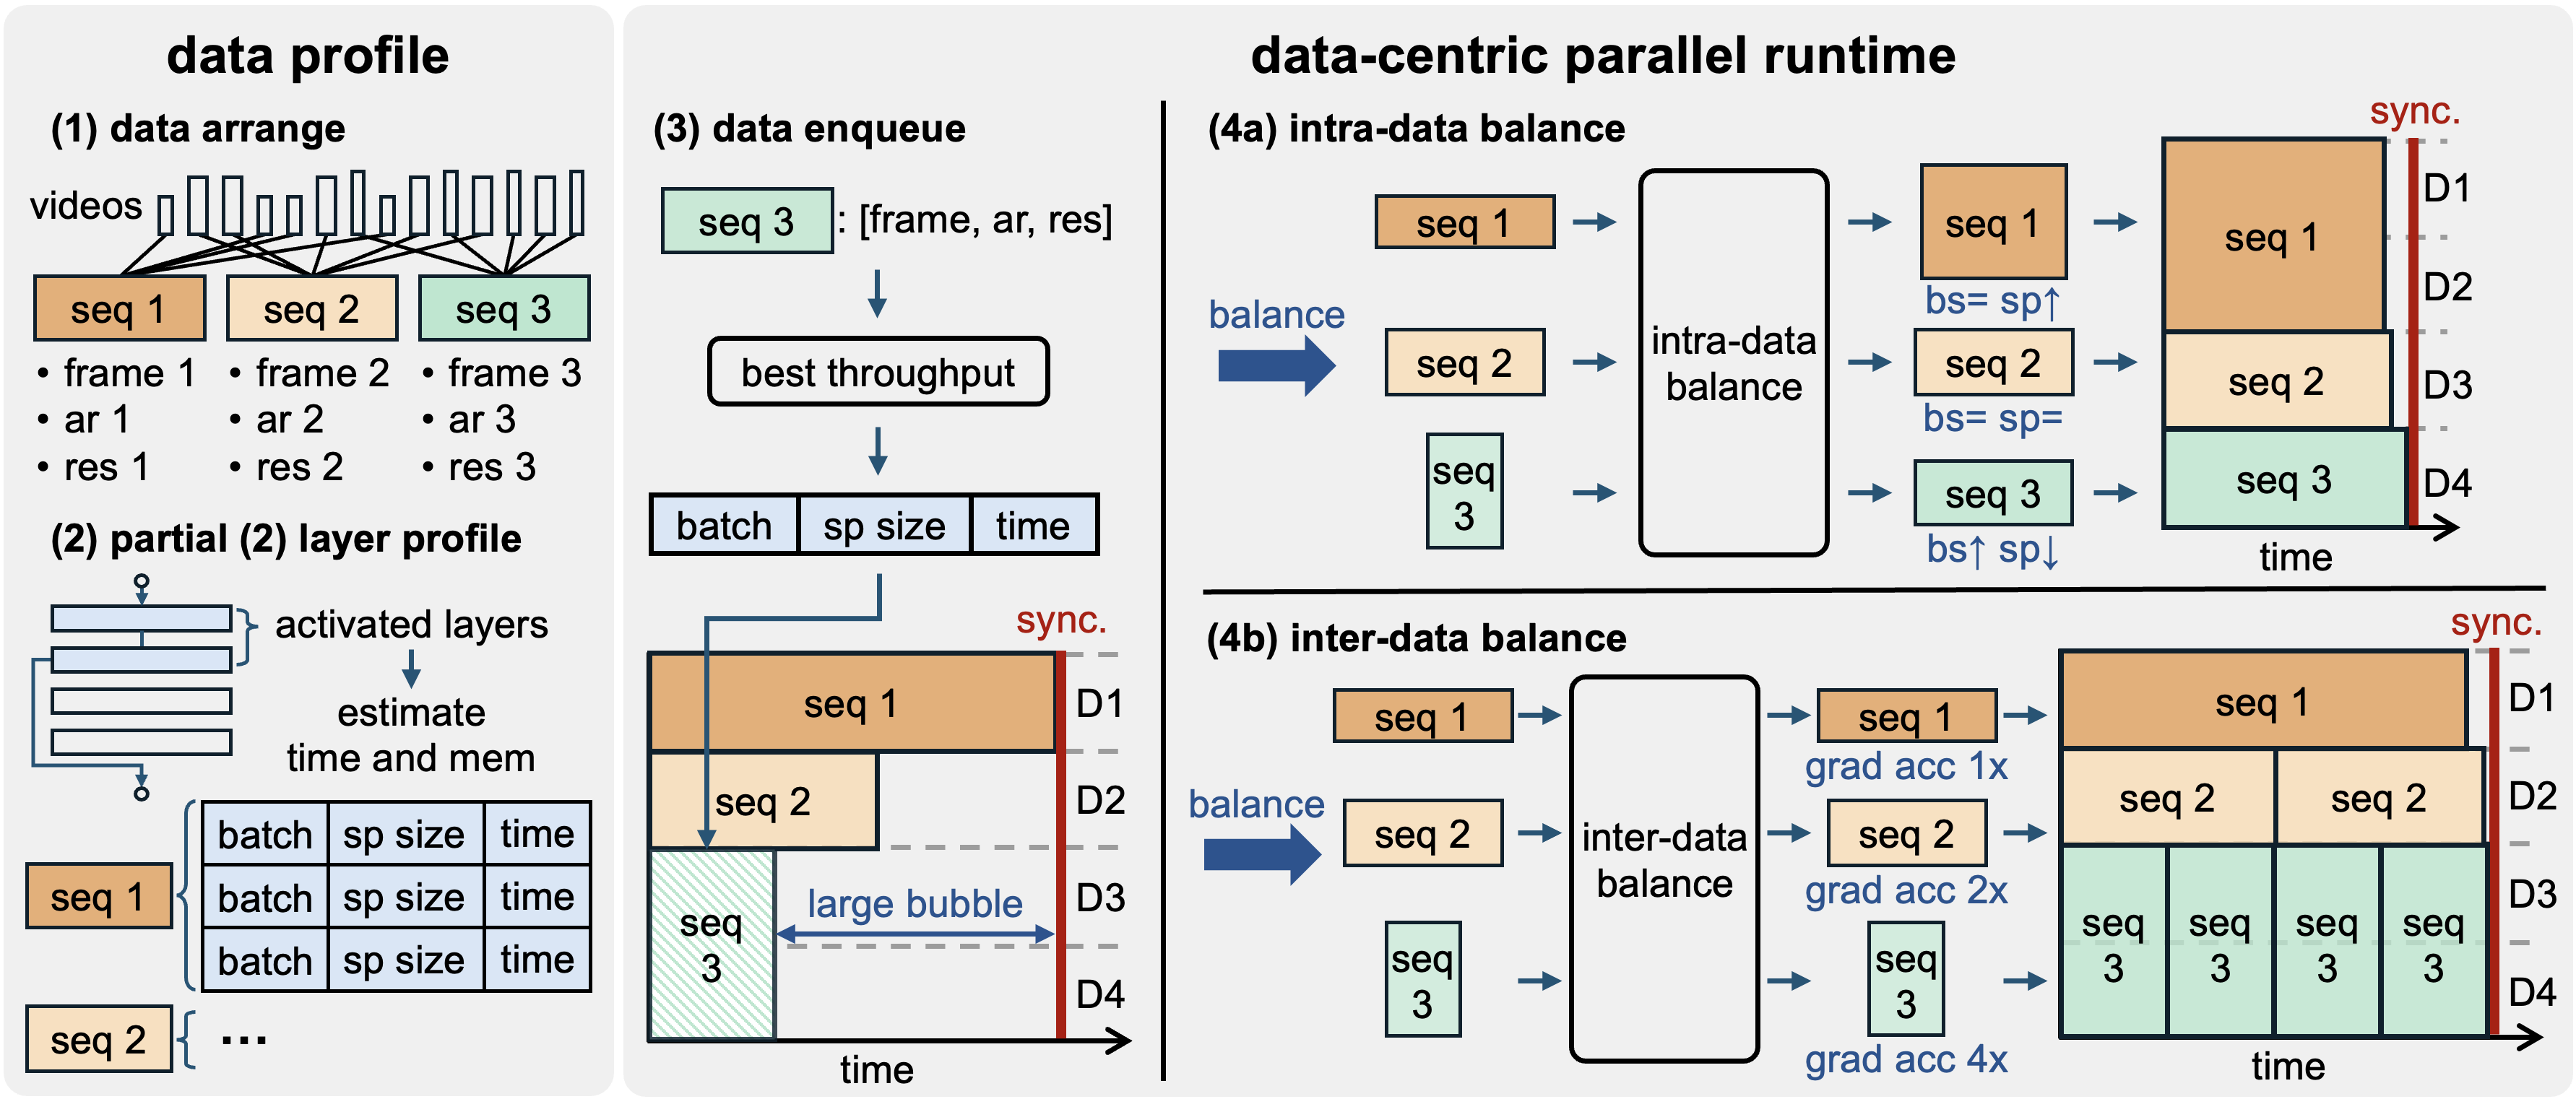 data profile
(1) data arrange
videos
seq 1
seq 2
seq 3
• frame 1
• ar 1
• res 1
• frame 2
• ar 2
• res 2
• frame 3
• ar 3
• res 3
(2) partial (2) layer profile
activated layers
estimate
time and mem
seq 1
batch sp size time
batch sp size time
batch sp size time
seq 2
...
data-centric parallel runtime
(3) data enqueue
seq 3 : [frame, ar, res]
best throughput
batch sp size time
sync.
seq 1
D1
seq 2
D2
seq
3
large bubble
D3
D4
time
(4a) intra-data balance
balance
seq 1
seq 2
seq
3
intra-data
balance
seq 1
bs= sp↑
seq 2
bs= sp=
seq 3
bs↑ sp↓
sync.
seq 1
D1
D2
seq 2
D3
seq 3
D4
time
(4b) inter-data balance
balance
seq 1
seq 2
seq
3
inter-data
balance
seq 1
grad acc 1x
seq 2
grad acc 2x
seq
3
grad acc 4x
sync.
seq 1
D1
seq 2
seq 2
D2
seq
3
seq
3
seq
3
seq
3
D3
D4
time